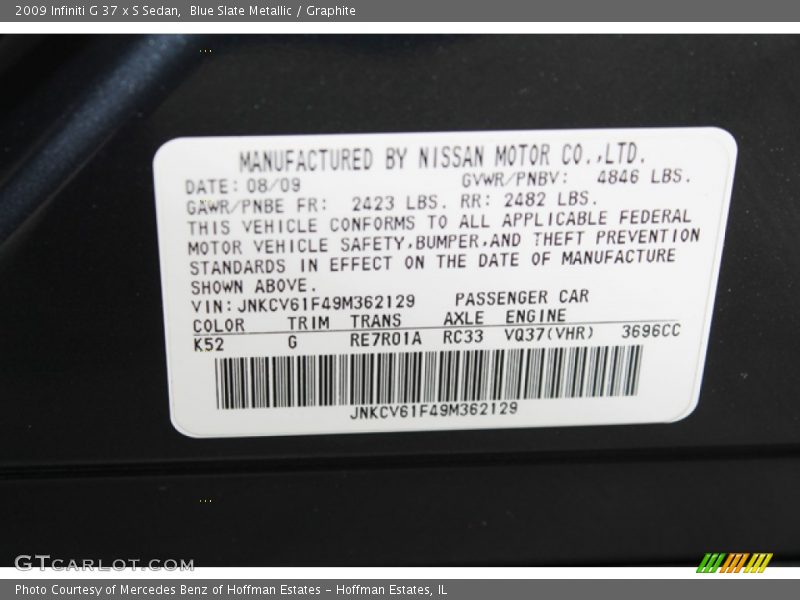 2009 Infiniti G 37 x S Sedan,  Blue Slate Metallic / Graphite
MANUFACTURED BY NISSAN MOTOR CO.,LTD.
DATE: 08/09 GVWR/PNBV: 4846 LBS.
GAWR/PNBE FR: 2423 LBS. RR: 2482 LBS.
THIS VEHICLE CONFORMS TO ALL APPLICABLE FEDERAL
MOTOR VEHICLE SAFETY,BUMPER,AND THEFT PREVENTION
STANDARDS IN EFFECT ON THE DATE OF MANUFACTURE
SHOWN ABOVE.
VIN:JNKCV61F49M362129 PASSENGER CAR
COLOR TRIM TRANS AXLE ENGINE
K52 G RE7R01A RC33 VQ37(VHR) 3696CC
JNKCV61F49M362129
GTCARLOT.COM
Photo Courtesy of Mercedes Benz of Hoffman Estates - Hoffman Estates, IL